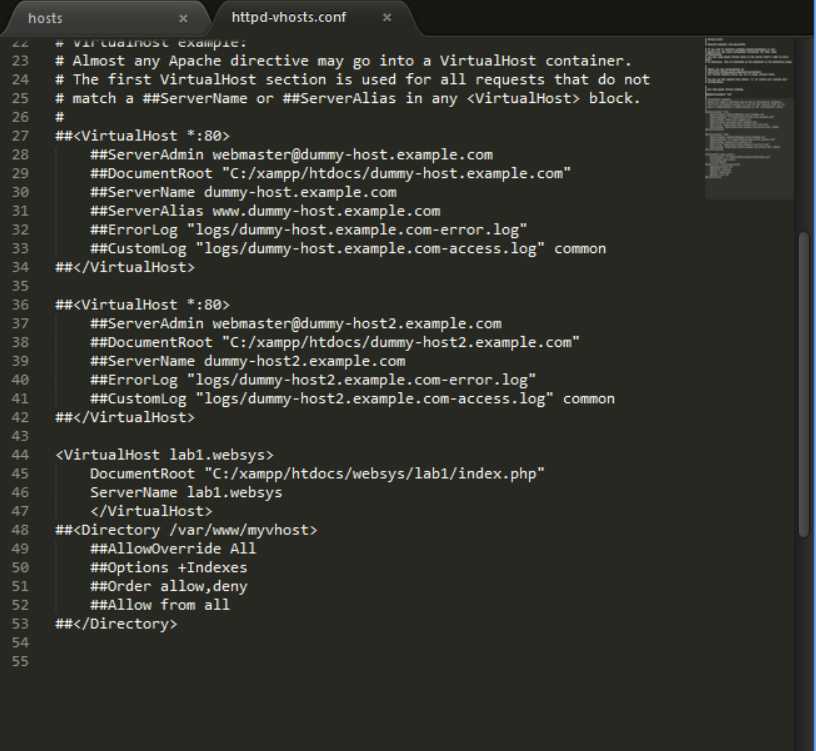 hosts ×
httpd-vhosts.conf ×
22 # VirtualHost example:
23 # Almost any Apache directive may go into a VirtualHost container.
24 # The first VirtualHost section is used for all requests that do not
25 # match a ##ServerName or ##ServerAlias in any <VirtualHost> block.
26 #
27 ##<VirtualHost *:80>
28 ##ServerAdmin webmaster@dummy-host.example.com
29 ##DocumentRoot "C:/xampp/htdocs/dummy-host.example.com"
30 ##ServerName dummy-host.example.com
31 ##ServerAlias www.dummy-host.example.com
32 ##ErrorLog "logs/dummy-host.example.com-error.log"
33 ##CustomLog "logs/dummy-host.example.com-access.log" common
34 ##</VirtualHost>
35
36 ##<VirtualHost *:80>
37 ##ServerAdmin webmaster@dummy-host2.example.com
38 ##DocumentRoot "C:/xampp/htdocs/dummy-host2.example.com"
39 ##ServerName dummy-host2.example.com
40 ##ErrorLog "logs/dummy-host2.example.com-error.log"
41 ##CustomLog "logs/dummy-host2.example.com-access.log" common
42 ##</VirtualHost>
43
44 <VirtualHost lab1.websys>
45 DocumentRoot "C:/xampp/htdocs/websys/lab1/index.php"
46 ServerName lab1.websys
47 </VirtualHost>
48 ##<Directory /var/www/myvhost>
49 ##AllowOverride All
50 ##Options +Indexes
51 ##Order allow,deny
52 ##Allow from all
53 ##</Directory>
54
55